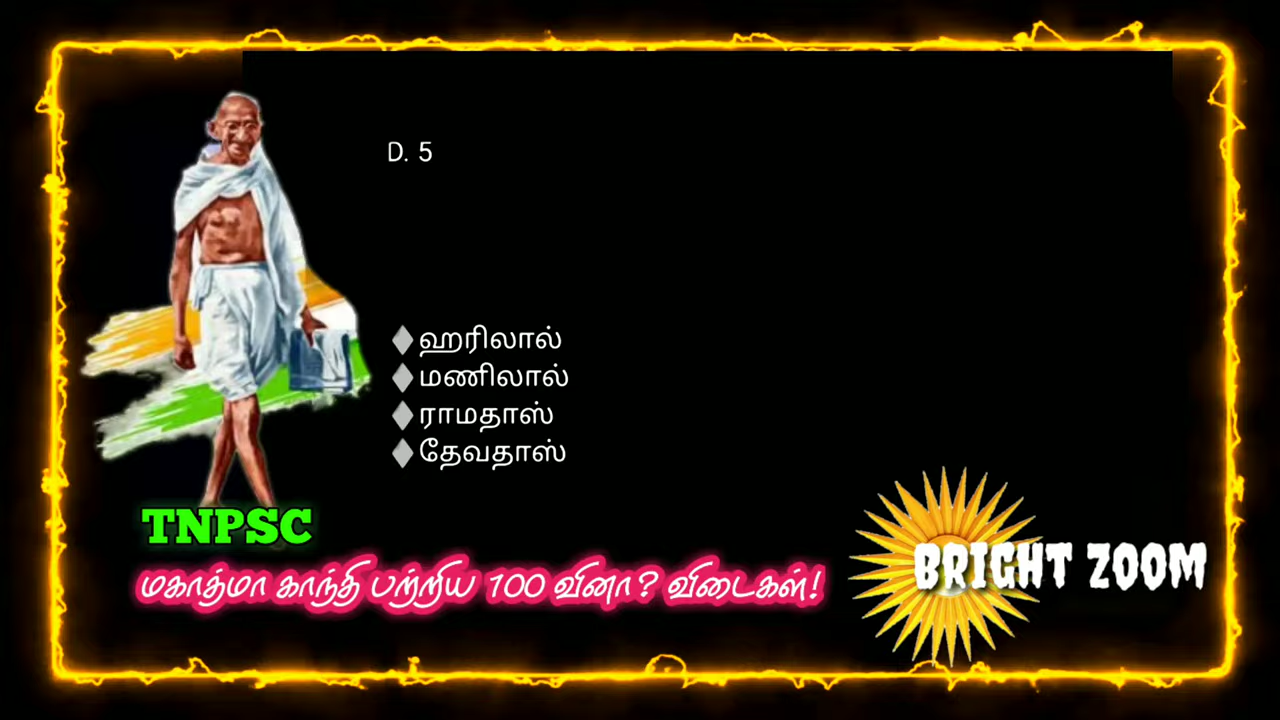 D. 5
ஹரிலால்
மணிலால்
ராமதாஸ்
தேவதாஸ்
TNPSC
மகாத்மா காந்தி பற்றிய 100 வினா? விடைகள்!
BRIGHT ZOOM